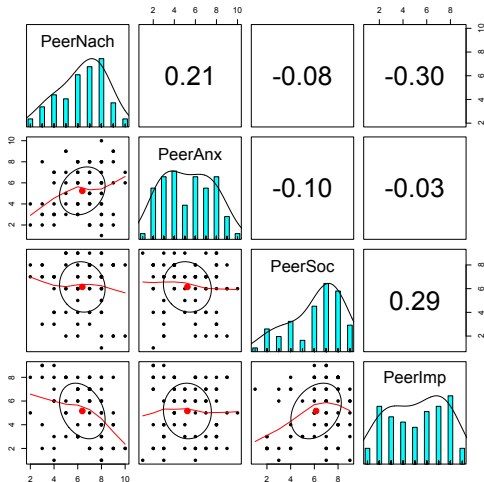 2 4 6 8 10
2 4 6 8
PeerNach
0.21
-0.08
-0.30
2 4 6 8 10
2 4 6 8 10
PeerAnx
-0.10
-0.03
PeerSoc
0.29
2 4 6 8
2 4 6 8
PeerImp
2 4 6 8 10
2 4 6 8